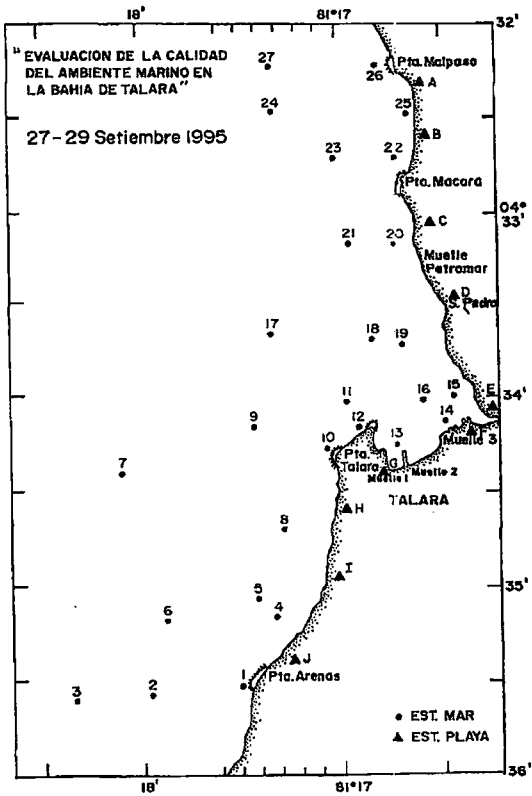 18'
81°17
32'
" EVALUACION DE LA CALIDAD
DEL AMBIENTE MARINO EN
LA BAHIA DE TALARA"
27-29 Setiembre 1995
27
26
Pta. Malpaso
A
24
25
B
23
22
Pta. Macará
04°
33'
C
21
20
Muelle
Petromar
D
S. Pedro
17
18
19
34'
E
11
16
15
9
12
14
F
10
13
Muelle 3
Pta.
Talara
G
Muelle 1
Muelle 2
7
TALARA
H
8
I
35'
5
4
6
J
1
Pta. Arenas
3
2
EST. MAR
EST. PLAYA
36'
18'
81°17